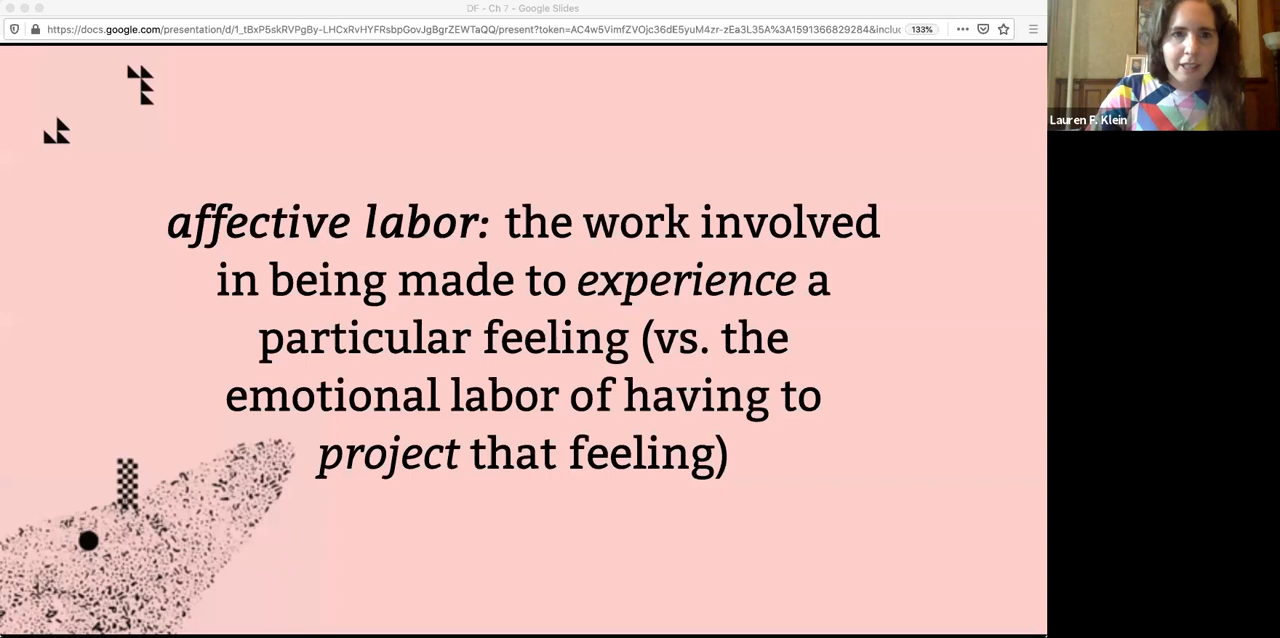 DF - Ch 7 - Google Slides
https://docs.google.com/presentation/d/1_tBxP5skRVPgBy-LHCxRvHYFRsbpGovJgBgrZEWTaQQ/present?token=AC4w5VimfZVOjc36dE5yuM4zr-zEa3L35A%3A1591366829284&incluc 133%
Lauren F. Klein
affective labor: the work involved
in being made to experience a
particular feeling (vs. the
emotional labor of having to
project that feeling)